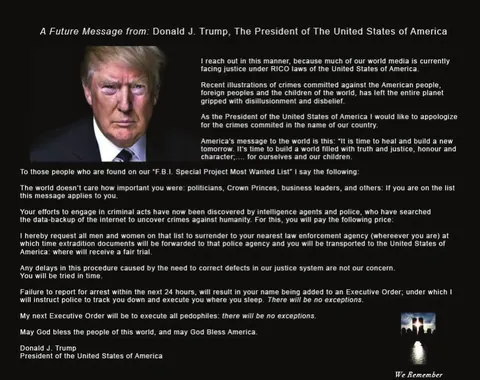 A Future Message from: Donald J. Trump, The President of The United States of America
I reach out in this manner, because much of our world media is currently
facing justice under RICO laws of the United States of America.
Recent illustrations of crimes committed against the American people,
foreign peoples and the children of the world, has left the entire planet
gripped with disillusionment and disbelief.
As the President of the United States of America I would like to appologize
for the crimes commited in the name of our country.
America's message to the world is this: "It is time to heal and build a new
tomorrow. It's time to build a world filled with truth and justice, honour and
character;.... for ourselves and our children.
To those people who are found on our "F.B.I. Special Project Most Wanted List" I say the following:
The world doesn't care how important you were: politicians, Crown Princes, business leaders, and others: If you are on the list
this message applies to you.
Your efforts to engage in criminal acts have now been discovered by intelligence agents and police, who have searched
the data-backup of the internet to uncover crimes against humanity. For this, you will pay the following price:
I hereby request all men and women on that list to surrender to your nearest law enforcement agency (whereever you are) at
which time extradition documents will be forwarded to that police agency and you will be transported to the United States of
America: where will receive a fair trial.
Any delays in this procedure caused by the need to correct defects in our justice system are not our concern.
You will be tried in time.
Failure to report for arrest within the next 24 hours, will result in your name being added to an Executive Order; under which I
will instruct police to track you down and execute you where you sleep. There will be no exceptions.
My next Executive Order will be to execute all pedophiles: there will be no exceptions.
May God bless the people of this world, and may God Bless America.
Donald J. Trump
President of the United States of America
We Remember